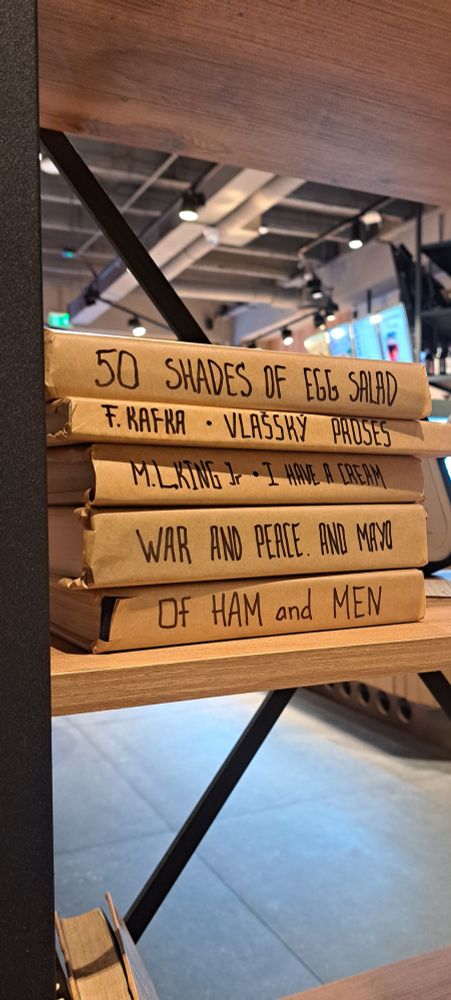 50 SHADES OF EGG SALAD
F. KAFKA • VLAŠSKÝ PROSES
M.L.KING Jr • I HAVE A CREAM
WAR AND PEACE. AND MAYO
OF HAM and MEN